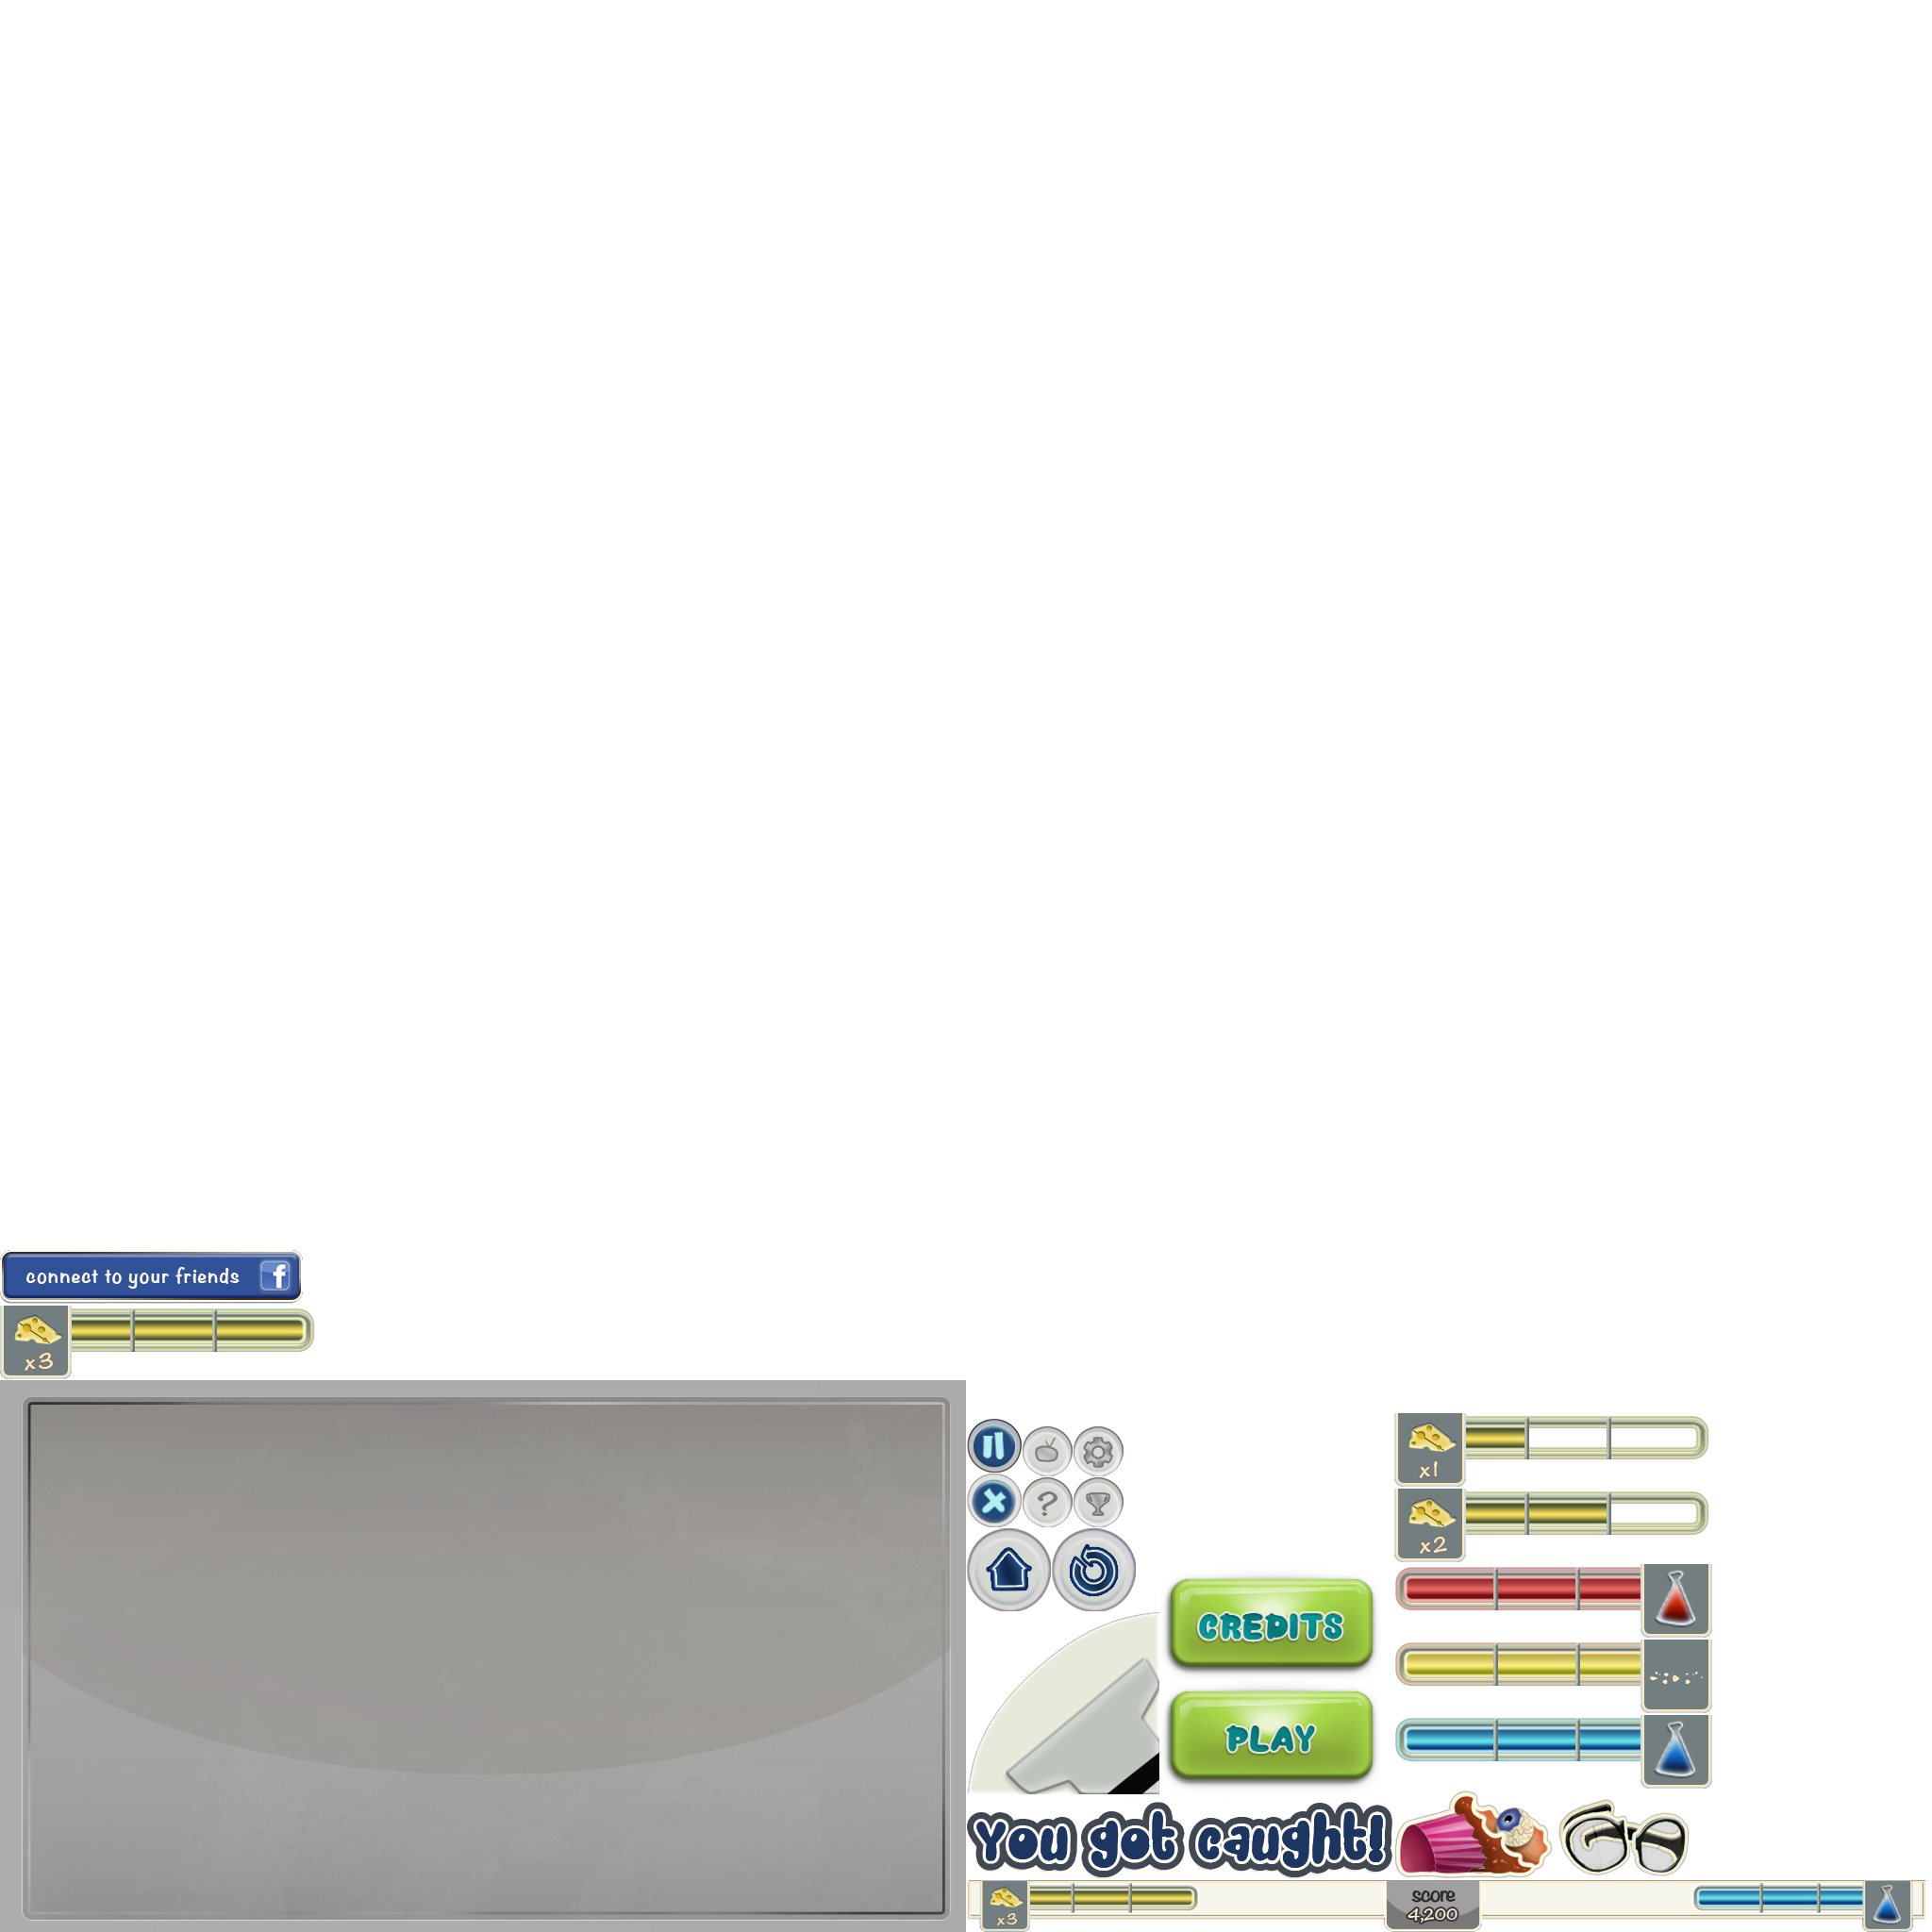 connect to your friends f
x3
x1
x2
?
CREDITS
PLAY
You got caught!
x3
score
4,200